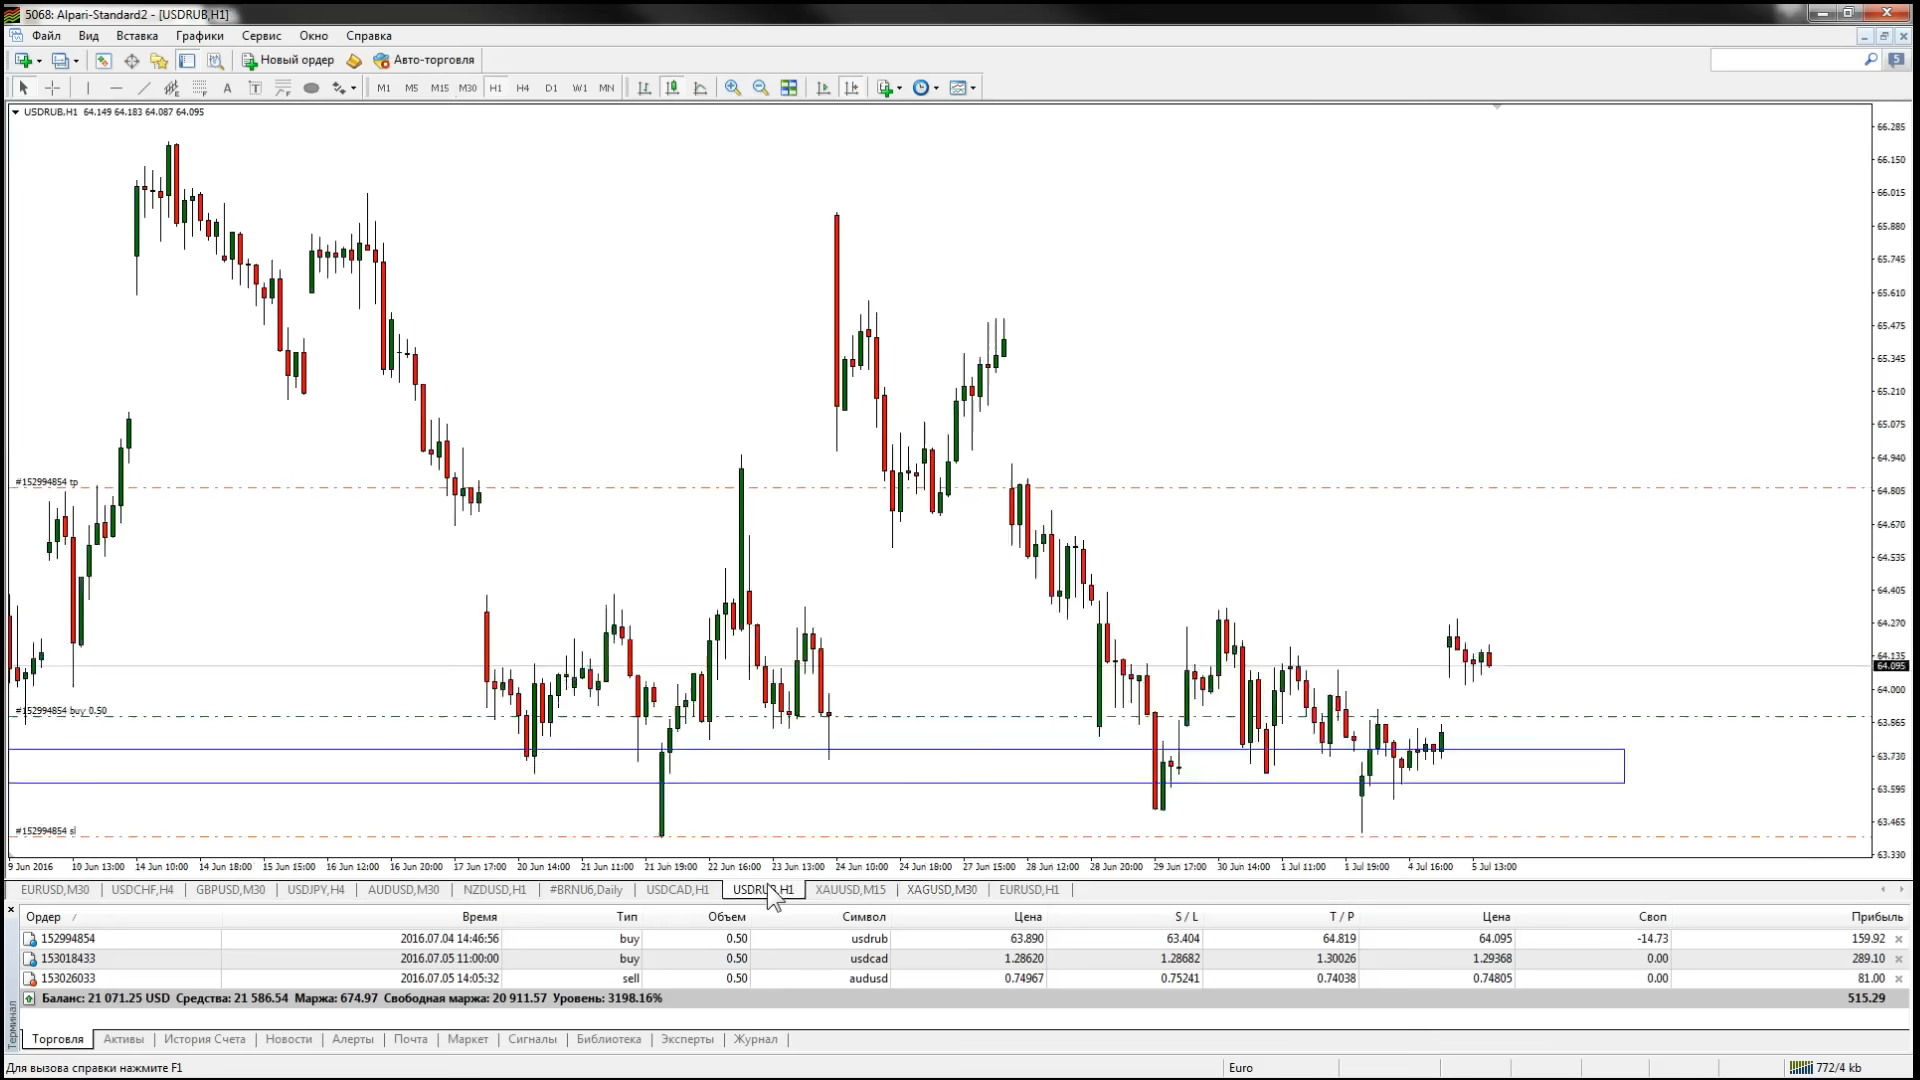 5068: Alpari-Standard2 - [USDRUB,H1]
Файл Вид Вставка Графики Сервис Окно Справка
Новый ордер Авто-торговля
5
A T M1 M5 M15 M30 H1 H4 D1 W1 MN
USDRUB,H1 64.149 64.183 64.087 64.095
66.285
66.150
66.015
65.880
65.745
65.610
65.475
65.345
65.210
65.075
64.940
#152994854 tp
64.805
64.670
64.535
64.405
64.270
64.135
64.095
64.000
#152994854 buy 0.50
63.865
63.730
63.595
63.465
#152994854 sl
63.330
9 Jun 2016 10 Jun 13:00 14 Jun 10:00 14 Jun 18:00 15 Jun 15:00 16 Jun 12:00 16 Jun 20:00 17 Jun 17:00 20 Jun 14:00 21 Jun 11:00 21 Jun 19:00 22 Jun 16:00 23 Jun 13:00 24 Jun 10:00 24 Jun 18:00 27 Jun 15:00 28 Jun 12:00 28 Jun 20:00 29 Jun 17:00 30 Jun 14:00 1 Jul 11:00 1 Jul 19:00 4 Jul 16:00 5 Jul 13:00
EURUSD,M30 USDCHF,H4 GBPUSD,M30 USDJPY,H4 AUDUSD,M30 NZDUSD,H1 #BRNU6,Daily USDCAD,H1 USDRUB,H1 XAUUSD,M15 XAGUSD,M30 EURUSD,H1
Ордер Время Тип Объем Символ Цена S / L T / P Цена Своп Прибыль
152994854 2016.07.04 14:46:56 buy 0.50 usdrub 63.890 63.404 64.819 64.095 -14.73 159.92
153018433 2016.07.05 11:00:00 buy 0.50 usdcad 1.28620 1.28682 1.30026 1.29368 0.00 289.10
153026033 2016.07.05 14:05:32 sell 0.50 audusd 0.74967 0.75241 0.74038 0.74805 0.00 81.00
Баланс: 21 071.25 USD Средства: 21 586.54 Маржа: 674.97 Свободная маржа: 20 911.57 Уровень: 3198.16% 515.29
Терминал
Торговля Активы История Счета Новости Алерты Почта Маркет Сигналы Библиотека Эксперты Журнал
Для вызова справки нажмите F1 Euro 772/4 kb